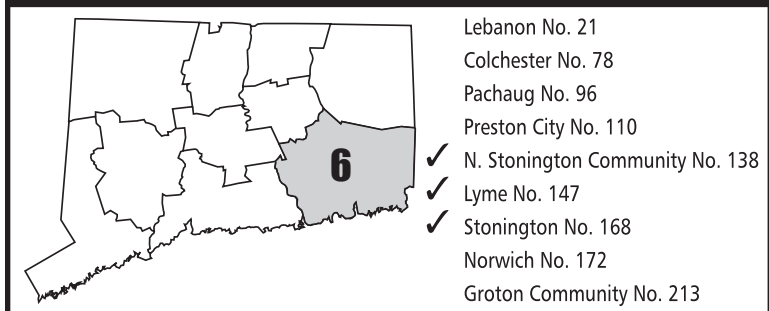 Lebanon No. 21
Colchester No. 78
Pachaug No. 96
Preston City No. 110
✓ N. Stonington Community No. 138
✓ Lyme No. 147
✓ Stonington No. 168
Norwich No. 172
Groton Community No. 213
6